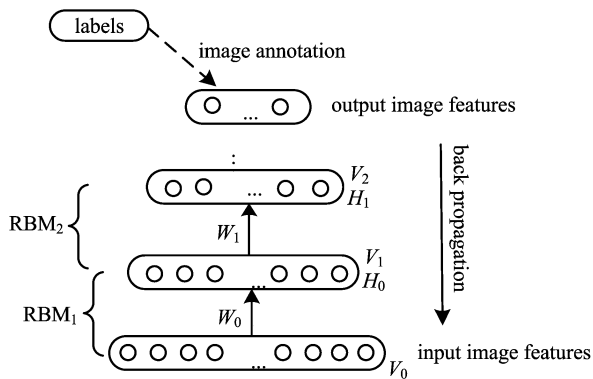 labels
image annotation
...
output image features
:
V₂
...
H₁
RBM₂
W₁
back propagation
V₁
...
H₀
RBM₁
W₀
...
input image features
V₀